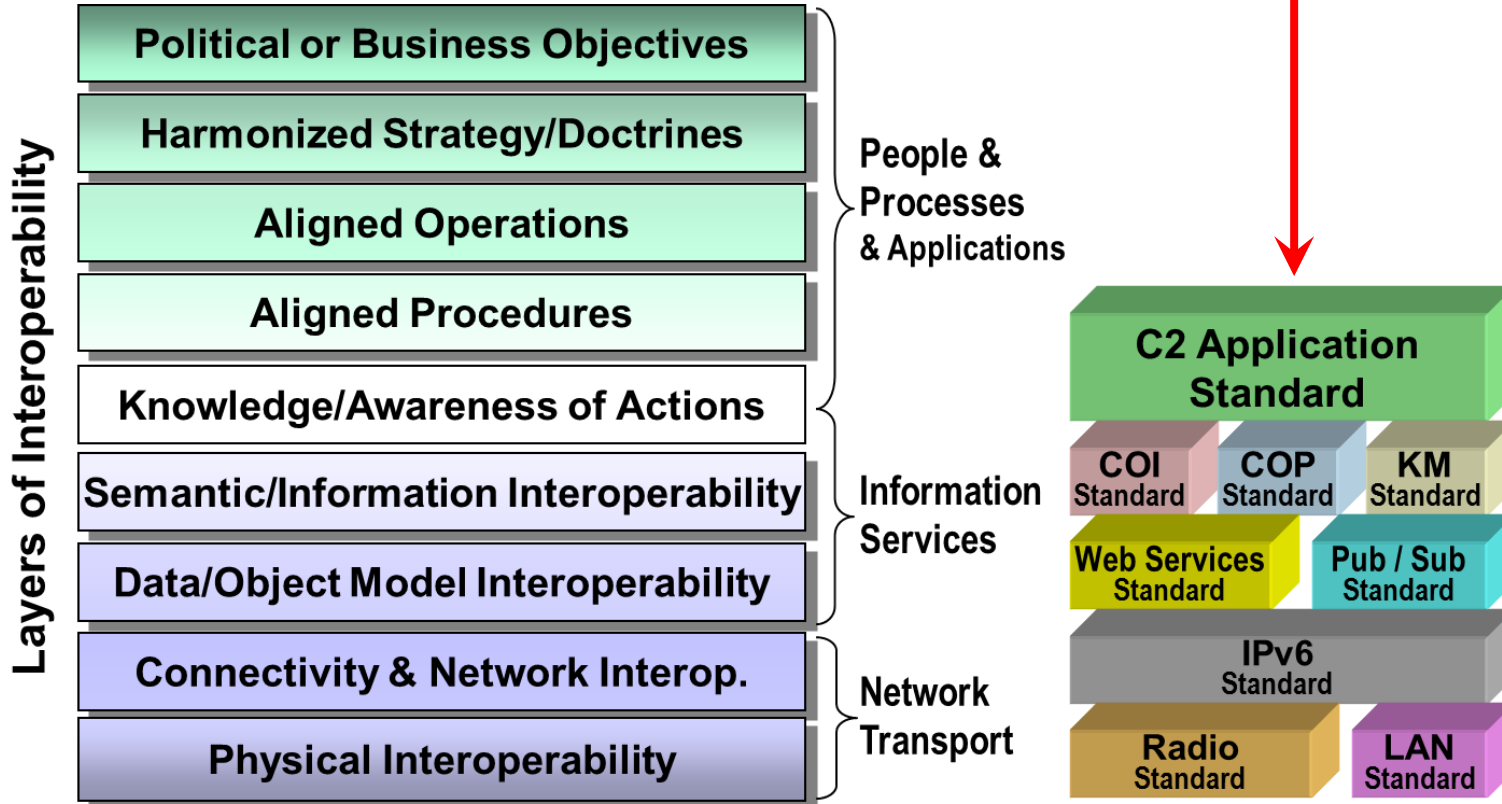 Layers of Interoperability
Political or Business Objectives
Harmonized Strategy/Doctrines
Aligned Operations
Aligned Procedures
Knowledge/Awareness of Actions
Semantic/Information Interoperability
Data/Object Model Interoperability
Connectivity & Network Interop.
Physical Interoperability
People &
Processes
& Applications
Information
Services
Network
Transport
C2 Application
Standard
COI
Standard
COP
Standard
KM
Standard
Web Services
Standard
Pub / Sub
Standard
IPv6
Standard
Radio
Standard
LAN
Standard